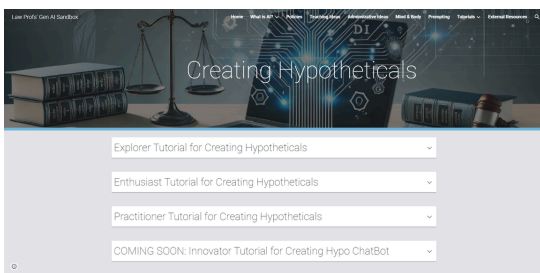 Law Profs' Gen AI Sandbox
Home What is AI? Policies Teaching Ideas Administrative Ideas Mind & Body Prompting Tutorials External Resources
DI
Creating Hypotheticals
Explorer Tutorial for Creating Hypotheticals
Enthusiast Tutorial for Creating Hypotheticals
Practitioner Tutorial for Creating Hypotheticals
COMING SOON: Innovator Tutorial for Creating Hypo ChatBot